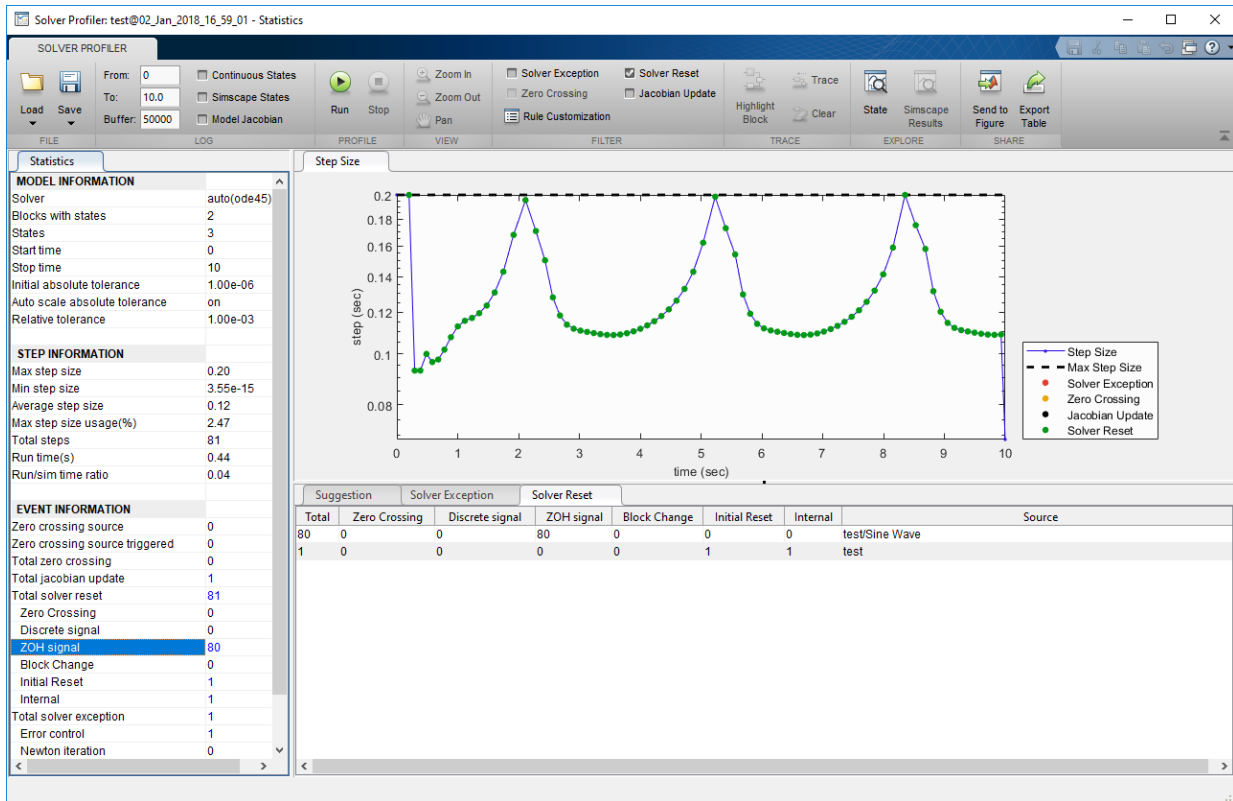 Solver Profiler: test@02_Jan_2018_16_59_01 - Statistics
SOLVER PROFILER
From: 0 Continuous States Zoom In Solver Exception Solver Reset Trace
To: 10.0 Simscape States Zoom Out Zero Crossing Jacobian Update
Load Save Buffer: 50000 Model Jacobian Run Stop Pan Rule Customization Highlight Block Clear State Simscape Results Send to Figure Export Table
FILE LOG PROFILE VIEW FILTER TRACE EXPLORE SHARE
Statistics
MODEL INFORMATION
Solver auto(ode45)
Blocks with states 2
States 3
Start time 0
Stop time 10
Initial absolute tolerance 1.00e-06
Auto scale absolute tolerance on
Relative tolerance 1.00e-03
STEP INFORMATION
Max step size 0.20
Min step size 3.55e-15
Average step size 0.12
Max step size usage(%) 2.47
Total steps 81
Run time(s) 0.44
Run/sim time ratio 0.04
EVENT INFORMATION
Zero crossing source 0
Zero crossing source triggered 0
Total zero crossing 0
Total jacobian update 1
Total solver reset 81
Zero Crossing 0
Discrete signal 0
ZOH signal 80
Block Change 0
Initial Reset 1
Internal 1
Total solver exception 1
Error control 1
Newton iteration 0
Step Size
0.2
0.18
0.16
0.14
0.12
0.1
0.08
step (sec)
0 1 2 3 4 5 6 7 8 9 10
time (sec)
Step Size
Max Step Size
Solver Exception
Zero Crossing
Jacobian Update
Solver Reset
Suggestion Solver Exception Solver Reset
Total Zero Crossing Discrete signal ZOH signal Block Change Initial Reset Internal Source
80 0 0 80 0 0 0 test/Sine Wave
1 0 0 0 0 1 1 test